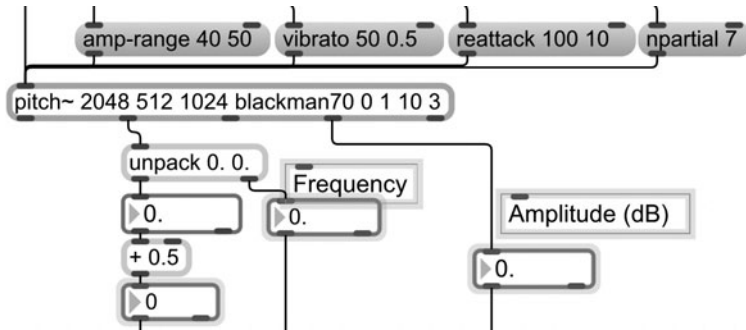 amp-range 40 50 vibrato 50 0.5 reattack 100 10 npartial 7
pitch~ 2048 512 1024 blackman70 0 1 10 3
unpack 0. 0.
Frequency
0.
0.
Amplitude (dB)
+ 0.5
0.
0